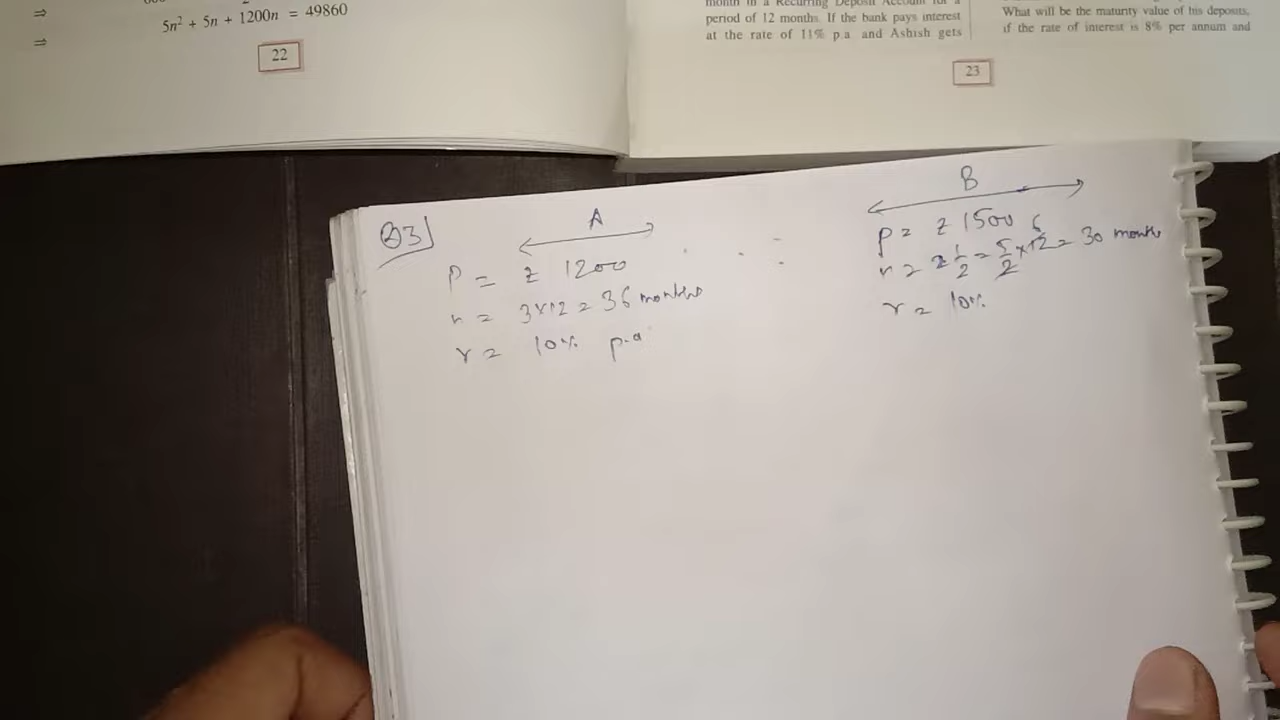 ⇒
5n² + 5n + 1200n = 49860
⇒
22
period of 12 months. If the bank pays interest
at the rate of 11% p.a. and Ashish gets
What will be the maturity value of his deposits,
if the rate of interest is 8% per annum and
23
Q3]
A
P = ₹ 1200
n = 3×12 = 36 months
r = 10% p.a
B
P = ₹ 1500
n = 2 1/2 = 5/2 × 12 6 = 30 months
r = 10%